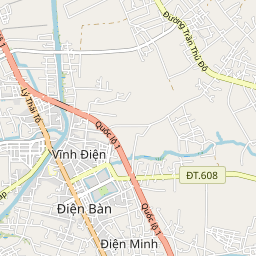 Đường Trần Thủ Độ
ố 1
Lý Thái Tổ
Quốc lộ 1
Vĩnh Điện
ĐT.608
Điện Bàn
Quốc lộ 1
Điện Minh